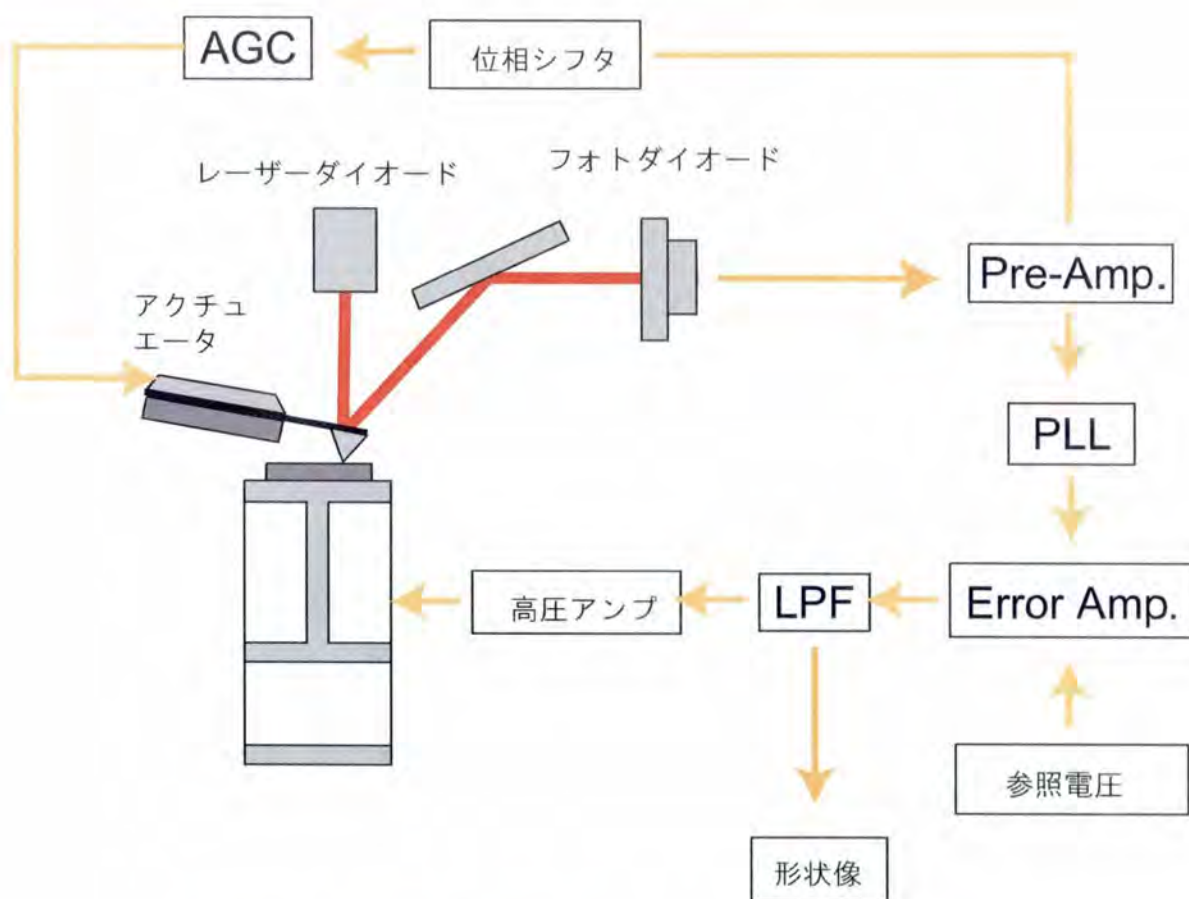 AGC
位相シフタ
レーザーダイオード
フォトダイオード
Pre-Amp.
アクチュ
エータ
PLL
高圧アンプ
LPF
Error Amp.
参照電圧
形状像